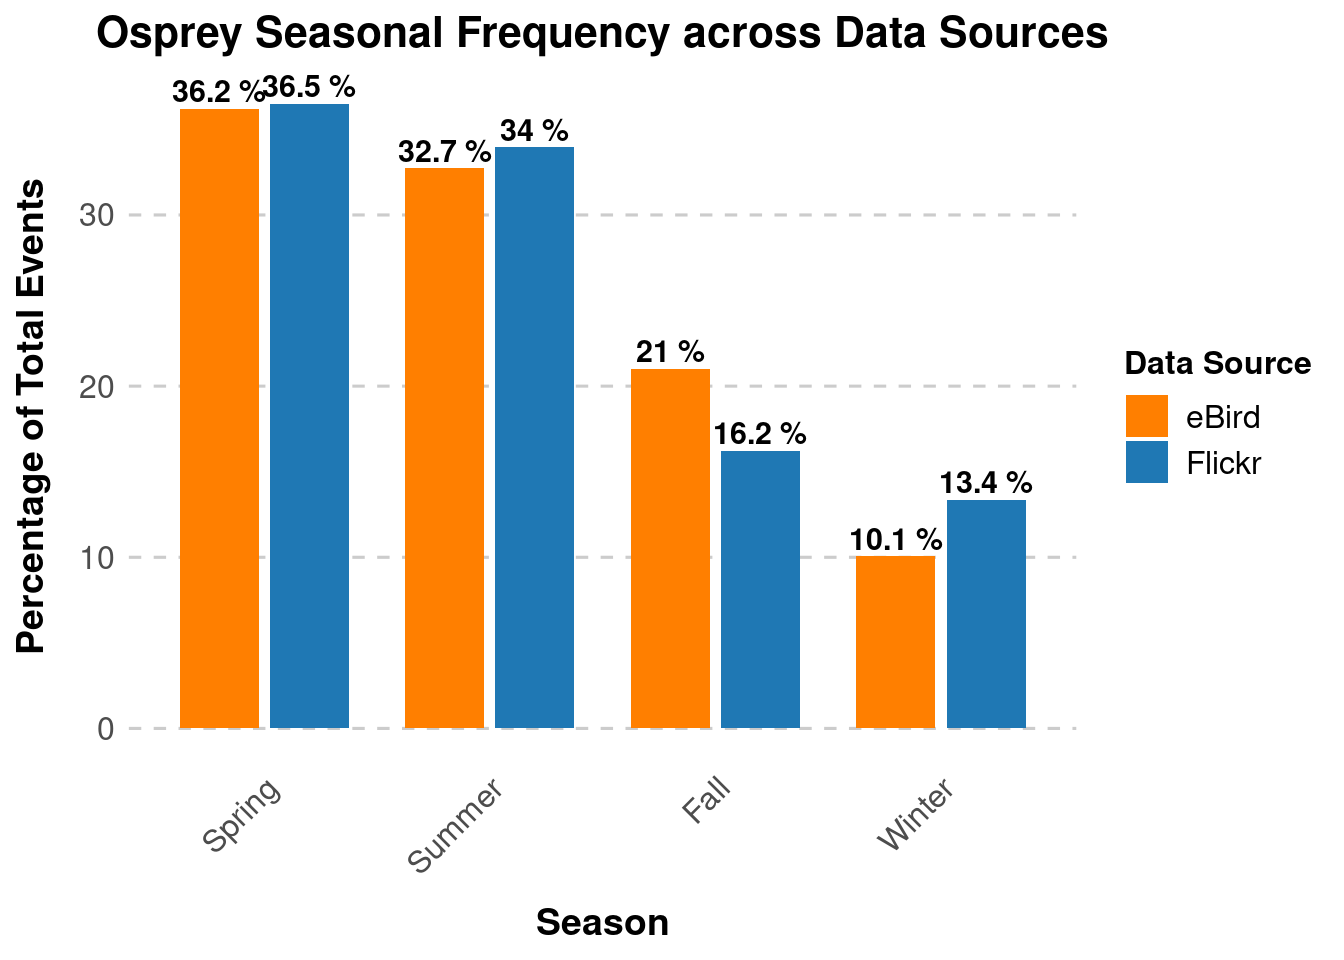 Osprey Seasonal Frequency across Data Sources
36.2 % 36.5 %
32.7 % 34 %
21 % 16.2 %
10.1 % 13.4 %
Percentage of Total Events
30
20
10
0
Spring Summer Fall Winter
Season
Data Source
eBird
Flickr